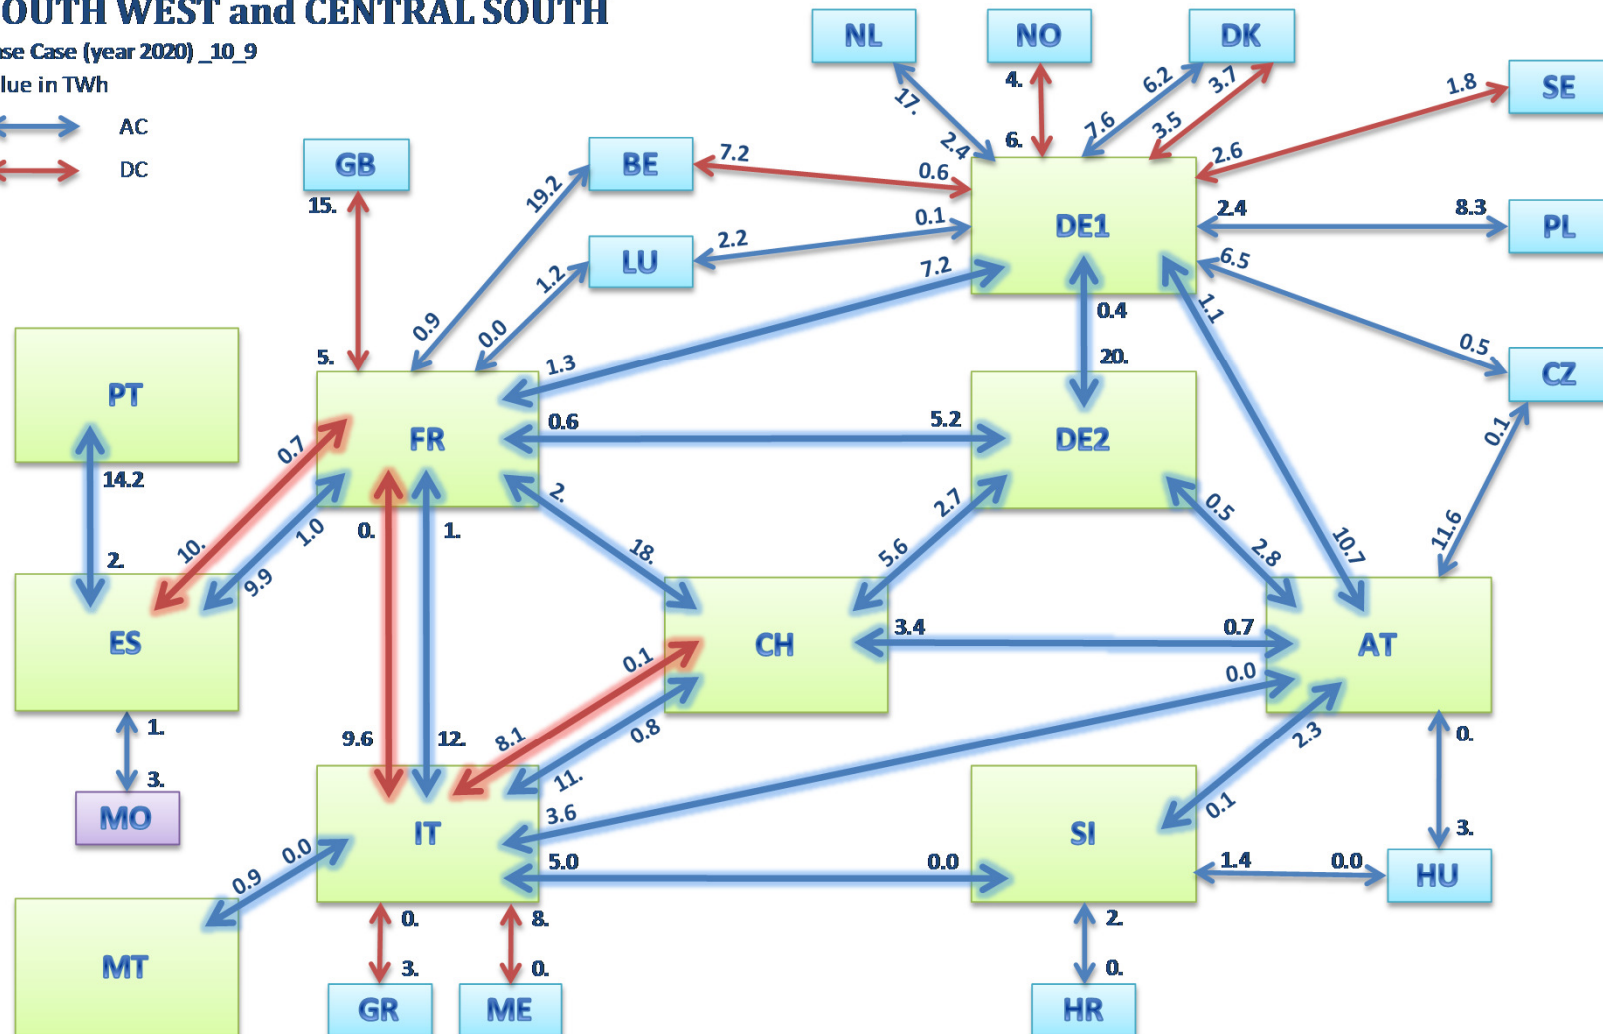 OUTH WEST and CENTRAL SOUTH
ase Case (year 2020) _10_9
lue in TWh
AC
DC
NL
NO
DK
SE
4.
6.2
3.7
1.8
17.
2.4
6.
7.6
3.5
2.6
GB
BE
7.2
0.6
15.
19.2
DE1
2.4
8.3
PL
LU
2.2
0.1
7.2
6.5
1.2
0.9
0.0
0.4
1.1
0.5
CZ
5.
1.3
20.
PT
FR
0.6
5.2
DE2
0.1
0.7
14.2
2.
2.7
0.5
11.6
10.
1.0
0.
1.
18.
5.6
2.8
10.7
2.
9.9
ES
CH
3.4
0.7
AT
0.1
0.0
1.
9.6
12.
8.1
0.8
2.3
0.
3.
11.
MO
3.6
0.1
3.
IT
SI
0.0
0.9
5.0
0.0
1.4
0.0
HU
0.
8.
2.
MT
3.
0.
0.
GR
ME
HR